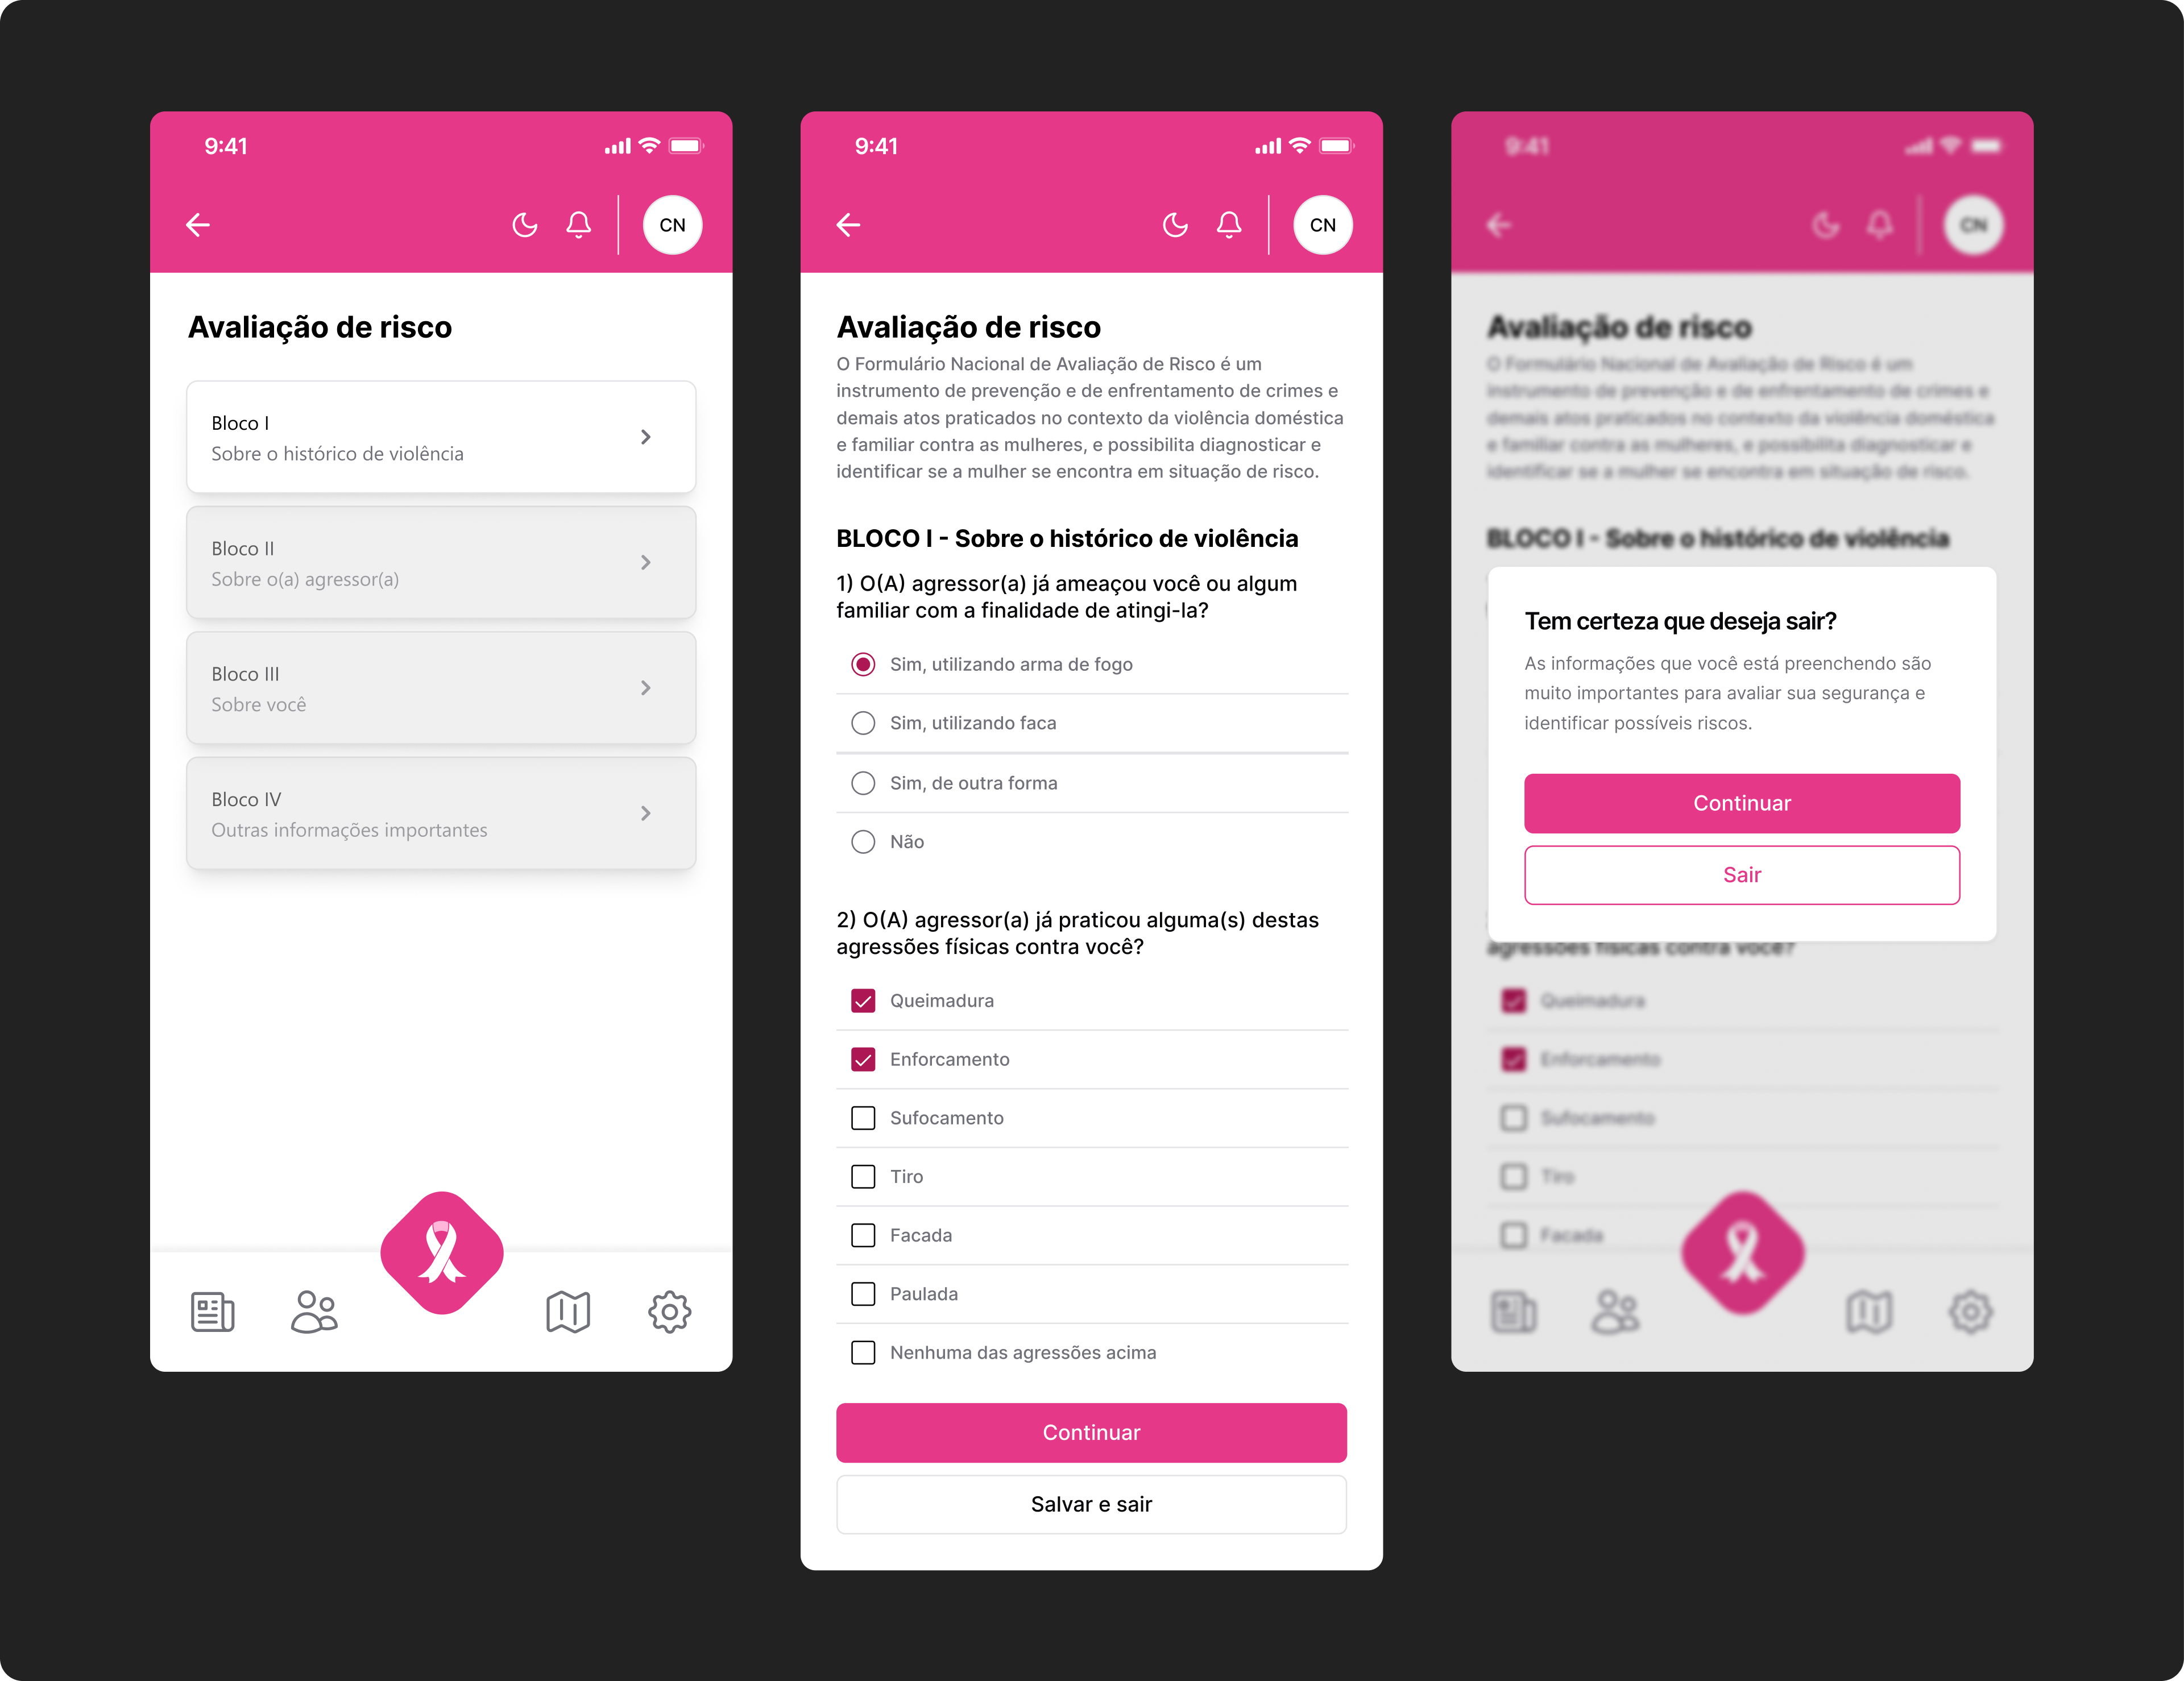 9:41
CN
Avaliação de risco
Bloco I
Sobre o histórico de violência
Bloco II
Sobre o(a) agressor(a)
Bloco III
Sobre você
Bloco IV
Outras informações importantes
9:41
CN
Avaliação de risco
O Formulário Nacional de Avaliação de Risco é um
instrumento de prevenção e de enfrentamento de crimes e
demais atos praticados no contexto da violência doméstica
e familiar contra as mulheres, e possibilita diagnosticar e
identificar se a mulher se encontra em situação de risco.
BLOCO I - Sobre o histórico de violência
1) O(A) agressor(a) já ameaçou você ou algum
familiar com a finalidade de atingi-la?
Sim, utilizando arma de fogo
Sim, utilizando faca
Sim, de outra forma
Não
2) O(A) agressor(a) já praticou alguma(s) destas
agressões físicas contra você?
Queimadura
Enforcamento
Sufocamento
Tiro
Facada
Paulada
Nenhuma das agressões acima
Continuar
Salvar e sair
9:41
CN
Avaliação de risco
O Formulário Nacional de Avaliação de Risco é um
instrumento de prevenção e de enfrentamento de crimes e
demais atos praticados no contexto da violência doméstica
e familiar contra as mulheres, e possibilita diagnosticar e
identificar se a mulher se encontra em situação de risco.
BLOCO I - Sobre o histórico de violência
Tem certeza que deseja sair?
As informações que você está preenchendo são
muito importantes para avaliar sua segurança e
identificar possíveis riscos.
Continuar
Sair
agressões físicas contra você?
Queimadura
Enforcamento
Sufocamento
Tiro
Facada